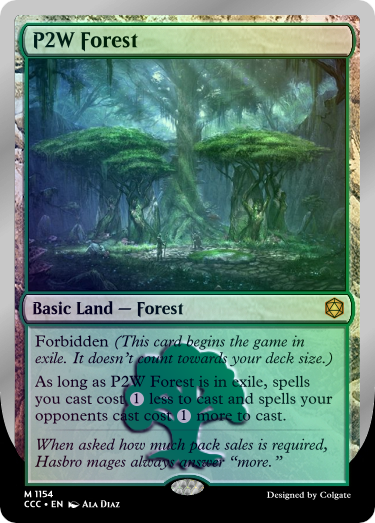 P2W Forest
Basic Land — Forest
Forbidden (This card begins the game in
exile. It doesn't count towards your deck size.)
As long as P2W Forest is in exile, spells
you cast cost 1 less to cast and spells your
opponents cast cost 1 more to cast.
When asked how much pack sales is required,
Hasbro mages always answer “more.”
M 1154
CCC • EN Ala Diaz
Designed by Colgate